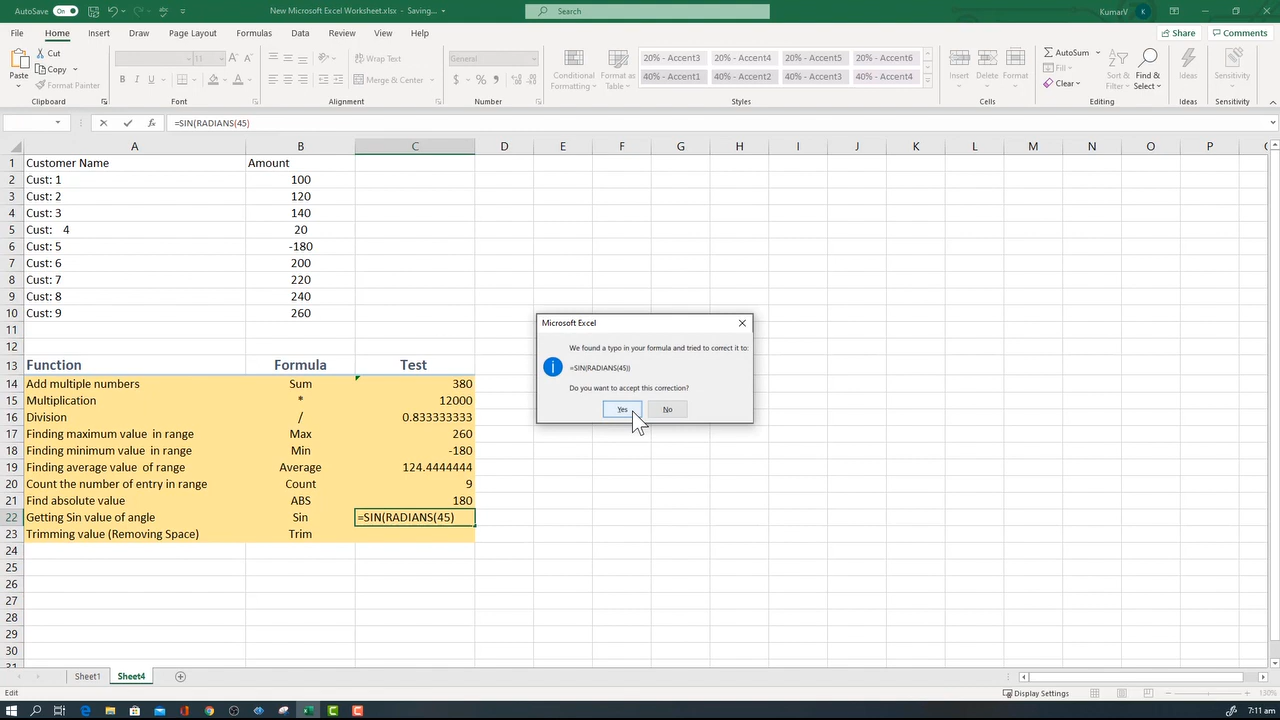 AutoSave On New Microsoft Excel Worksheet.xlsx - Saving... Search KumarV K
File Home Insert Draw Page Layout Formulas Data Review View Help Share Comments
Paste Cut Copy Format Painter Clipboard
11 B I U Font
Wrap Text Merge & Center Alignment
General $ % Number
Conditional Formatting Format as Table
20% - Accent3 20% - Accent4 20% - Accent5 20% - Accent6
40% - Accent1 40% - Accent2 40% - Accent3 40% - Accent4
Styles
Insert Delete Format Cells
AutoSum Fill Clear Sort & Filter Find & Select Editing
Ideas Ideas
Sensitivity Sensitivity
fx =SIN(RADIANS(45)
A B C D E F G H I J K L M N O P
1 Customer Name Amount
2 Cust: 1 100
3 Cust: 2 120
4 Cust: 3 140
5 Cust: 4 20
6 Cust: 5 -180
7 Cust: 6 200
8 Cust: 7 220
9 Cust: 8 240
10 Cust: 9 260
11
12
13 Function Formula Test
14 Add multiple numbers Sum 380
15 Multiplication * 12000
16 Division / 0.833333333
17 Finding maximum value in range Max 260
18 Finding minimum value in range Min -180
19 Finding average value of range Average 124.4444444
20 Count the number of entry in range Count 9
21 Find absolute value ABS 180
22 Getting Sin value of angle Sin =SIN(RADIANS(45)
23 Trimming value (Removing Space) Trim
24
25
26
27
28
29
30
31
Microsoft Excel
We found a typo in your formula and tried to correct it to:
=SIN(RADIANS(45))
Do you want to accept this correction?
Yes No
Sheet1 Sheet4
Edit Display Settings 130%
7:11 am